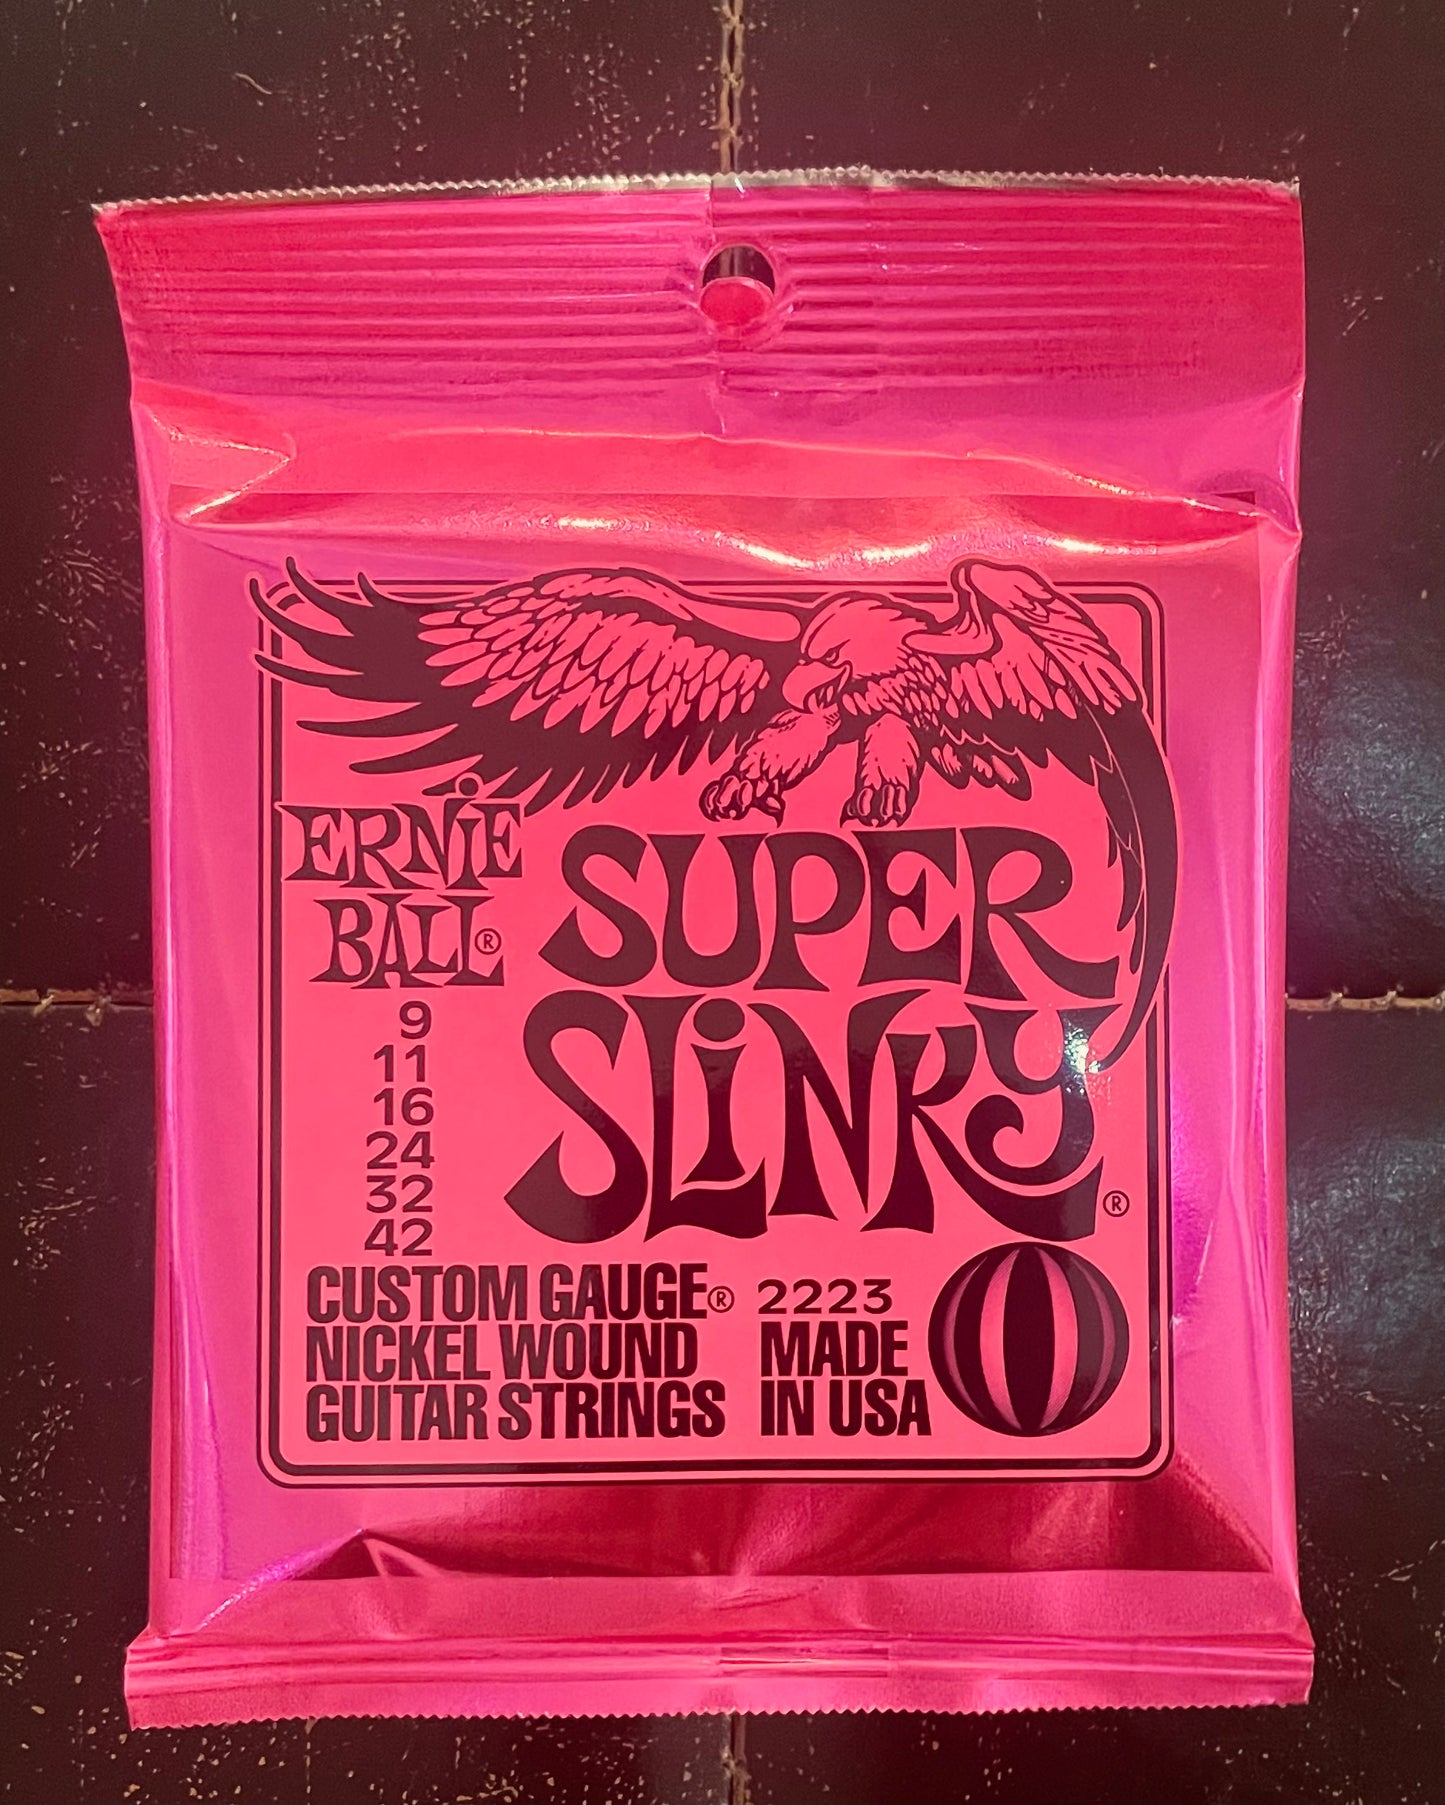 ERNiE
BALL®
SUPER
SLiNKY®
9
11
16
24
32
42
CUSTOM GAUGE®
NICKEL WOUND
GUITAR STRINGS
2223
MADE
IN USA